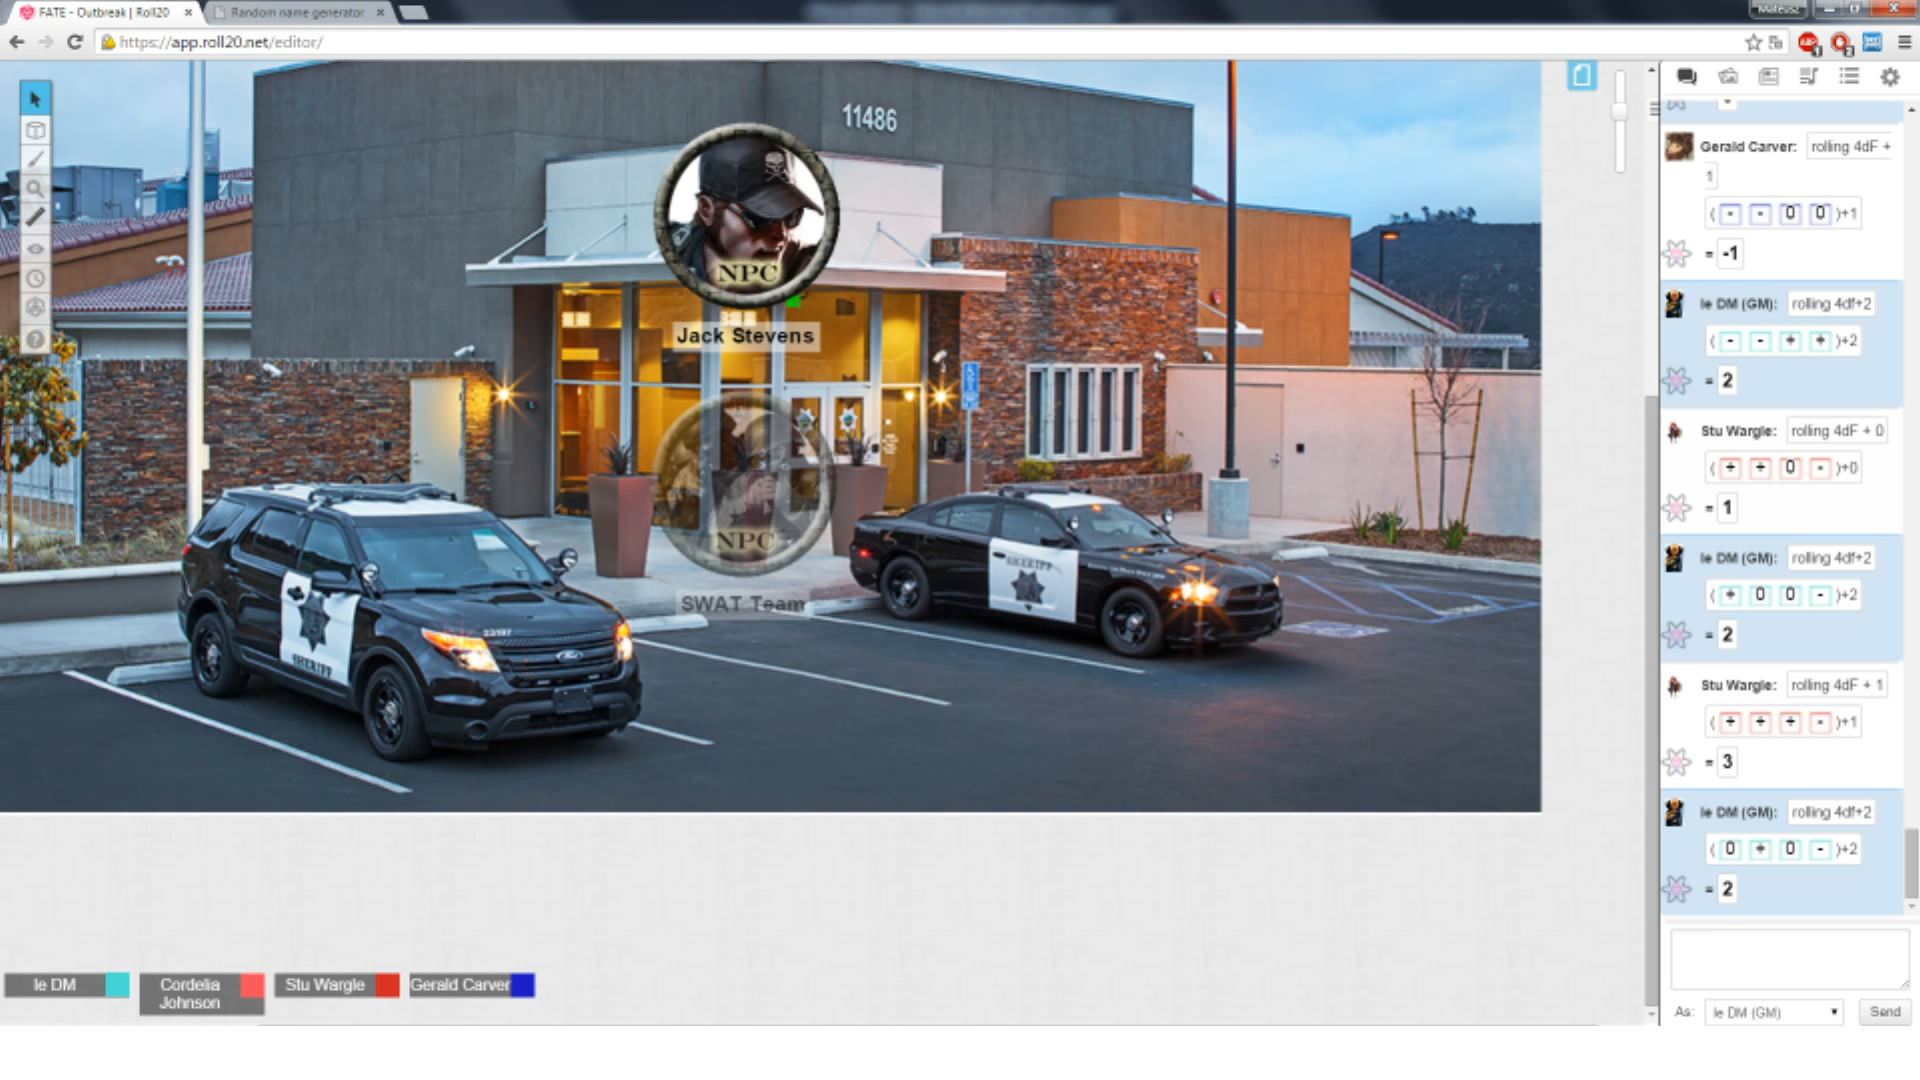 FATE - Outbreak | Roll20
Random name generator
Mateusz
https://app.roll20.net/editor/
11486
NPC
Jack Stevens
NPC
SWAT Team
SHERIFF
SHERIFF
Gerald Carver: rolling 4dF +
1
( - - 0 0 )+1
= -1
le DM (GM): rolling 4df+2
( - - + + )+2
= 2
Stu Wargle: rolling 4dF + 0
( + + 0 - )+0
= 1
le DM (GM): rolling 4df+2
( + 0 0 - )+2
= 2
Stu Wargle: rolling 4dF + 1
( + + + - )+1
= 3
le DM (GM): rolling 4df+2
( 0 + 0 - )+2
= 2
le DM
Cordelia
Johnson
Stu Wargle
Gerald Carver
As: le DM (GM)
Send